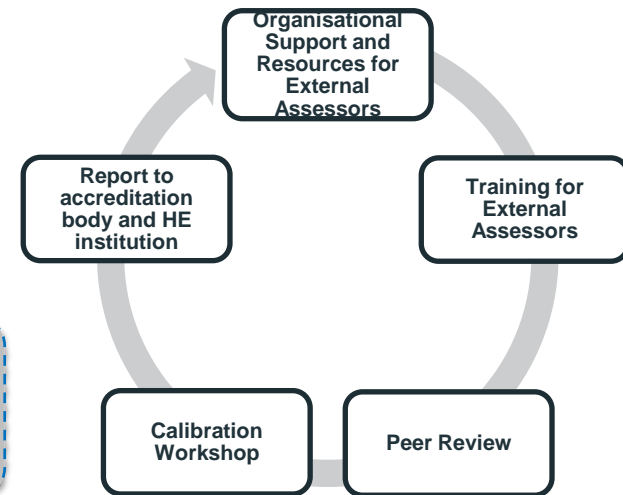 Organisational
Support and
Resources for
External
Assessors
Training for
External
Assessors
Peer Review
Calibration
Workshop
Report to
accreditation
body and HE
institution